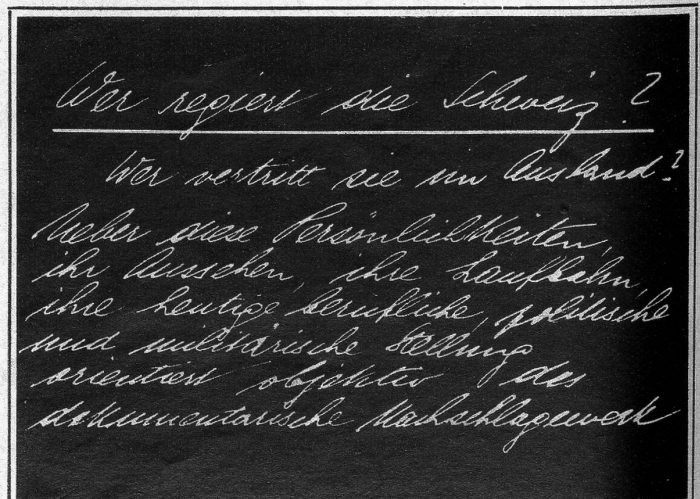 Wer regiert die Schweiz?
Wer vertritt sie im Ausland?
Ueber diese Persönlichkeiten,
ihr Aussehen, ihre Laufbahn,
ihre heutige berufliche, politische
und militärische Stellung
orientiert objektiv das
dokumentarische Nachschlagewerk